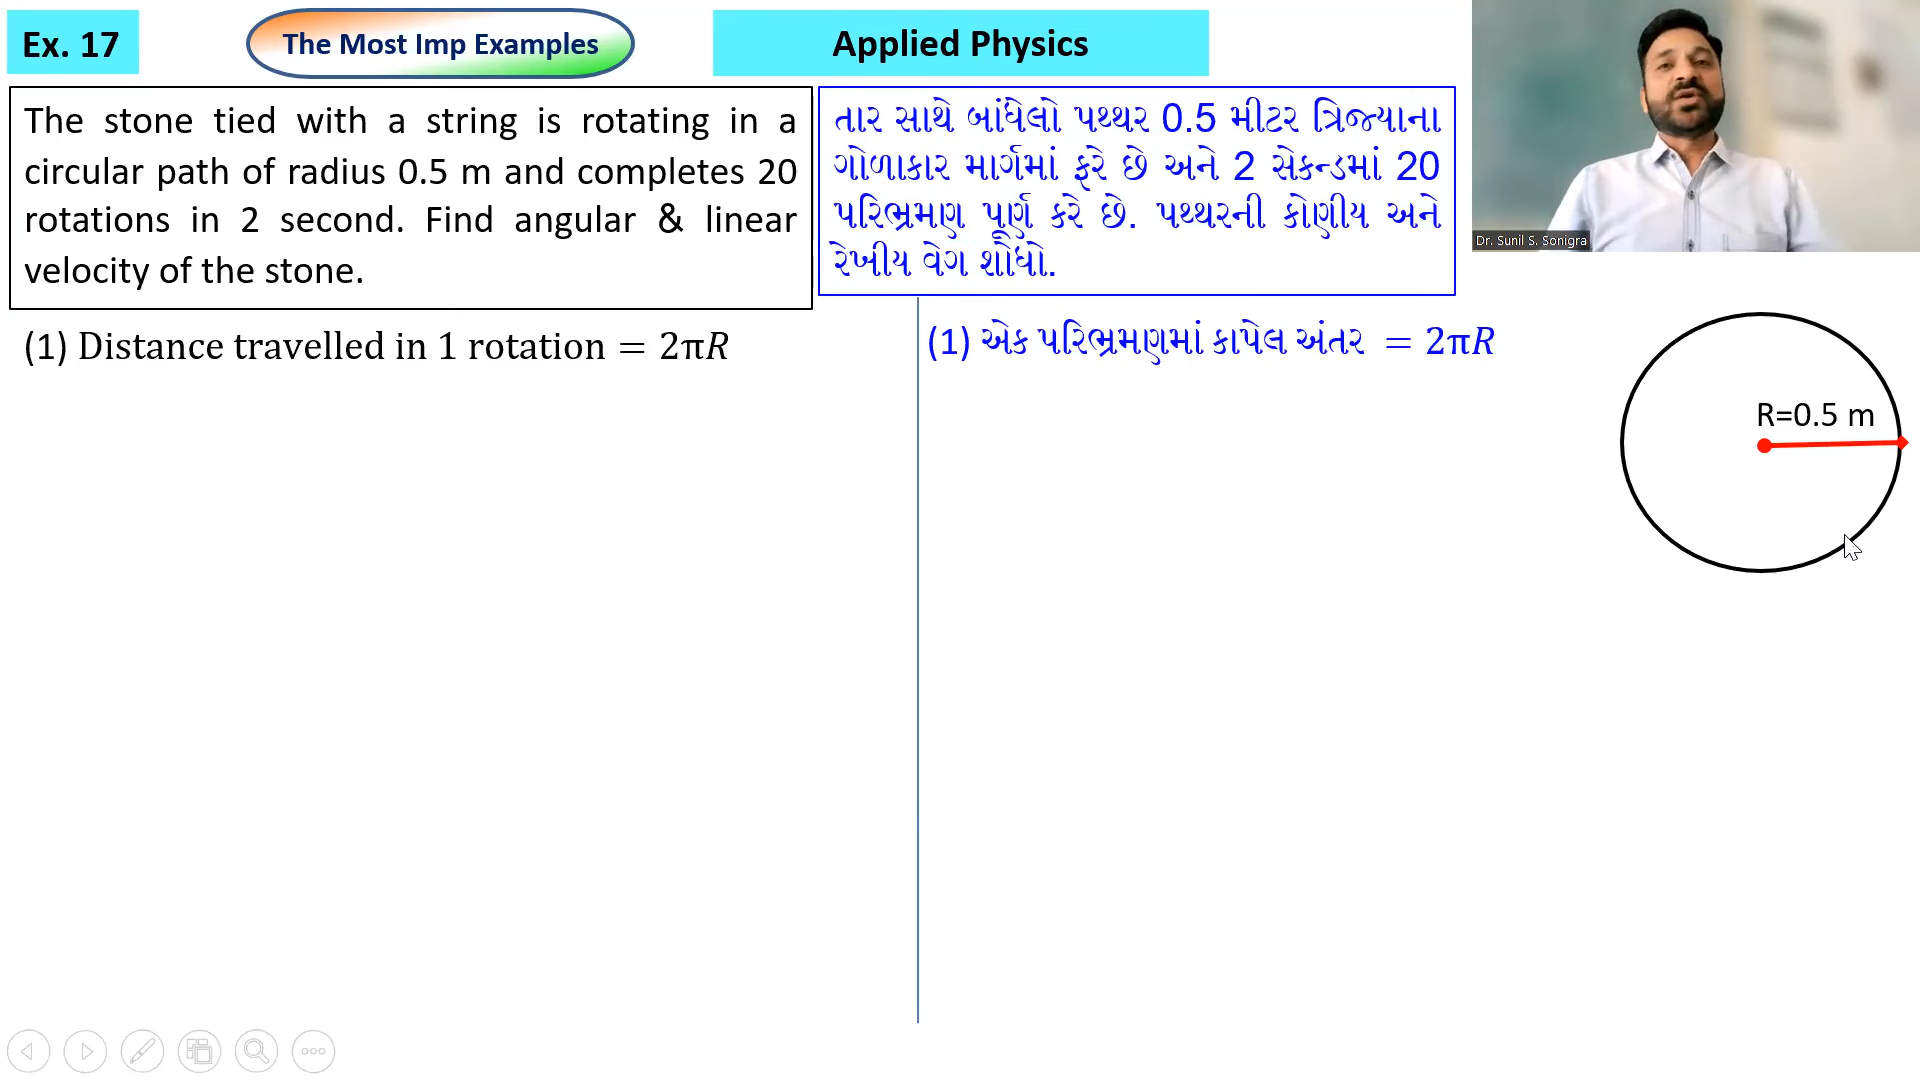 Ex. 17
The Most Imp Examples
Applied Physics
The stone tied with a string is rotating in a
circular path of radius 0.5 m and completes 20
rotations in 2 second. Find angular & linear
velocity of the stone.
તાર સાથે બાંધેલો પથ્થર 0.5 મીટર ત્રિજ્યાના
ગોળાકાર માર્ગમાં ફરે છે અને 2 સેકન્ડમાં 20
પરિભ્રમણ પૂર્ણ કરે છે. પથ્થરની કોણીય અને
રેખીય વેગ શોધો.
Dr. Sunil S. Sonigra
(1) Distance travelled in 1 rotation = 2πR
(1) એક પરિભ્રમણમાં કાપેલ અંતર = 2πR
R=0.5 m